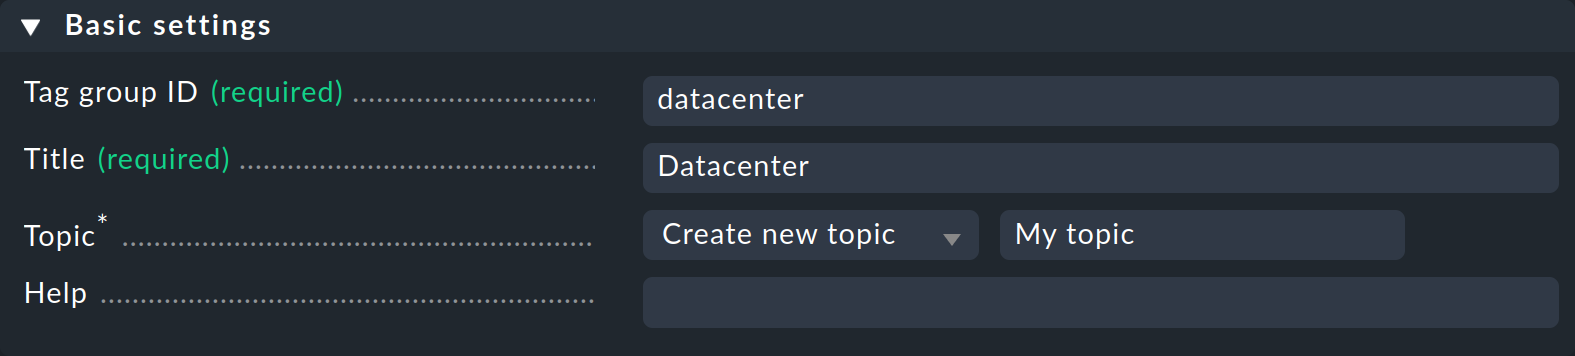 Basic settings
Tag group ID (required) datacenter
Title (required) Datacenter
Topic* Create new topic My topic
Help